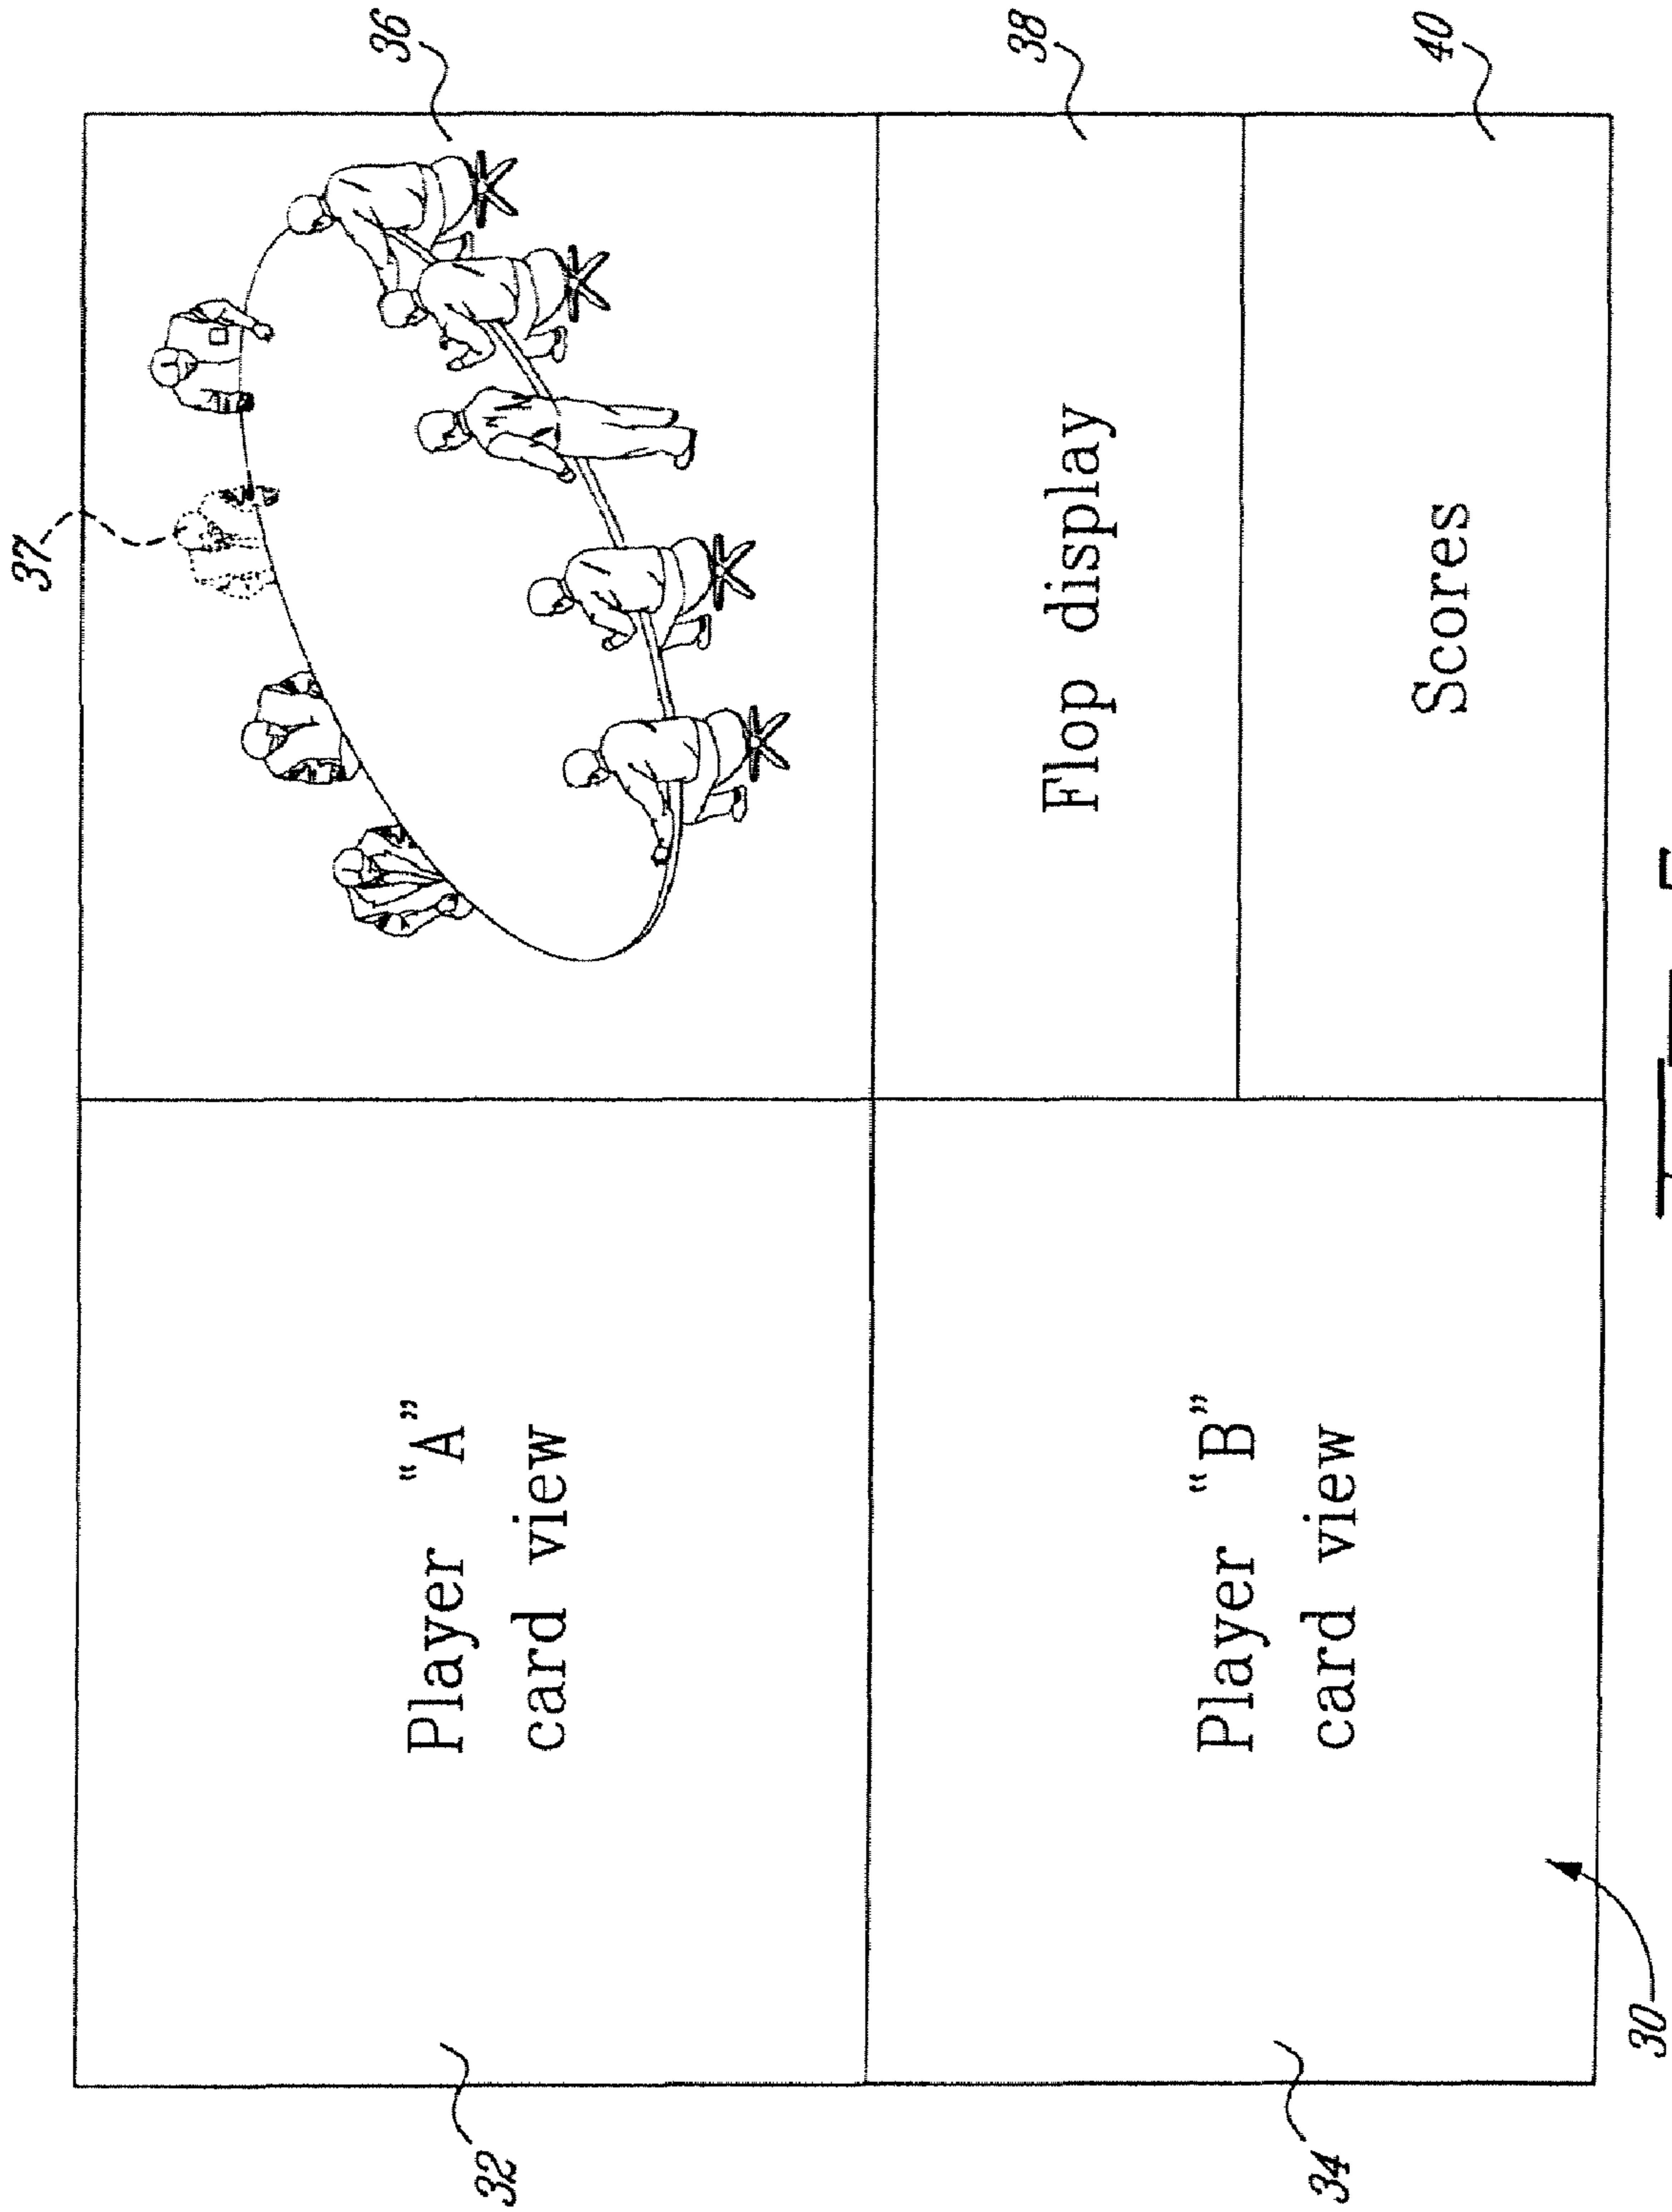 37
36
32
Player "A"
card view
38
Flop display
34
Player "B"
card view
40
Scores
30